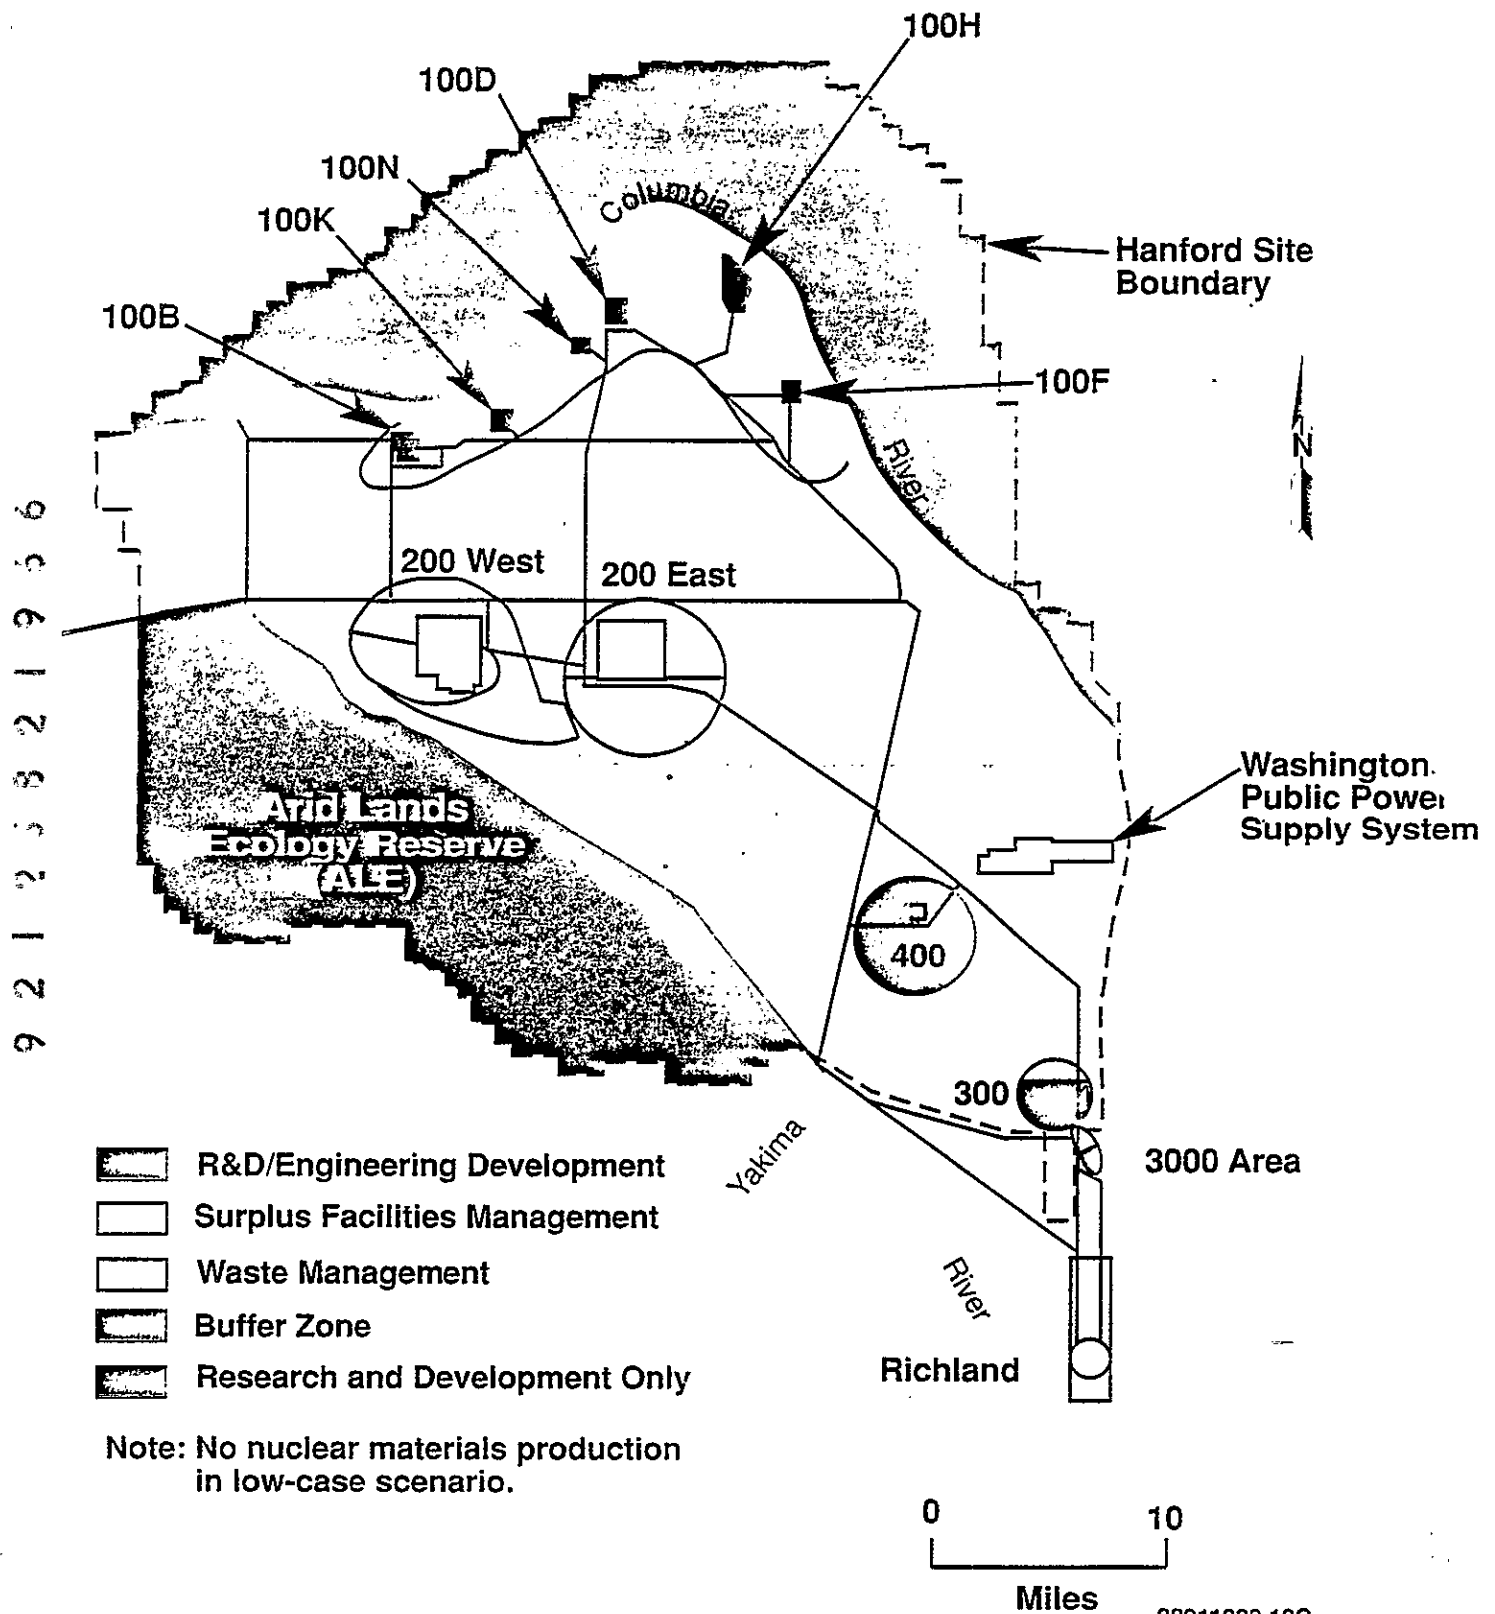 100H
100D
100N
100K
100B
Columbia
Hanford Site
Boundary
100F
River
N
200 West
200 East
Washington
Public Power
Supply System
Arid Lands
Ecology Reserve
(ALE)
400
300
3000 Area
Yakima
River
Richland
R&D/Engineering Development
Surplus Facilities Management
Waste Management
Buffer Zone
Research and Development Only
Note: No nuclear materials production
in low-case scenario.
0 10
Miles